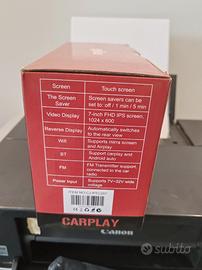 Screen Touch screen
The Screen Saver Screen savers can be set to: off / 1 min / 5 min
Video Display 7-inch FHD IPS screen, 1024 x 600
Reverse Display Automatically switches to the rear view
Wifi Supports mirra screen and Airplay
BT Support carplay and Android auto
FM FM Transmitter support, connected to the car radio
Power input Supports 7V~32V wide voltage
CARPLAY
Canon
subito